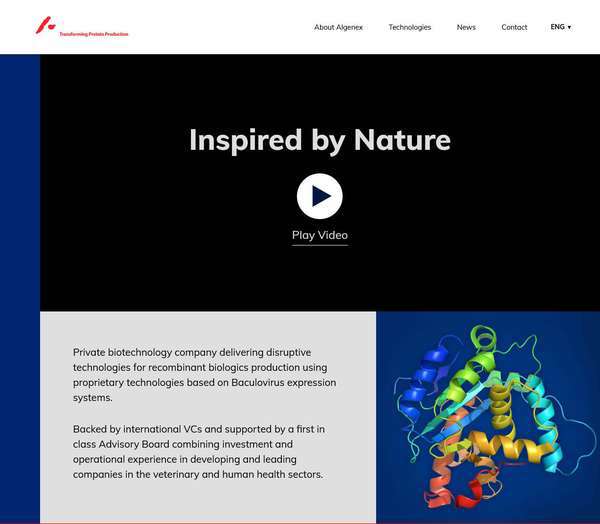 Transforming Protein Production
About Algenex
Technologies
News
Contact
ENG
Inspired by Nature
Play Video
Private biotechnology company delivering disruptive
technologies for recombinant biologics production using
proprietary technologies based on Baculovirus expression
systems.
Backed by international VCs and supported by a first in
class Advisory Board combining investment and
operational experience in developing and leading
companies in the veterinary and human health sectors.